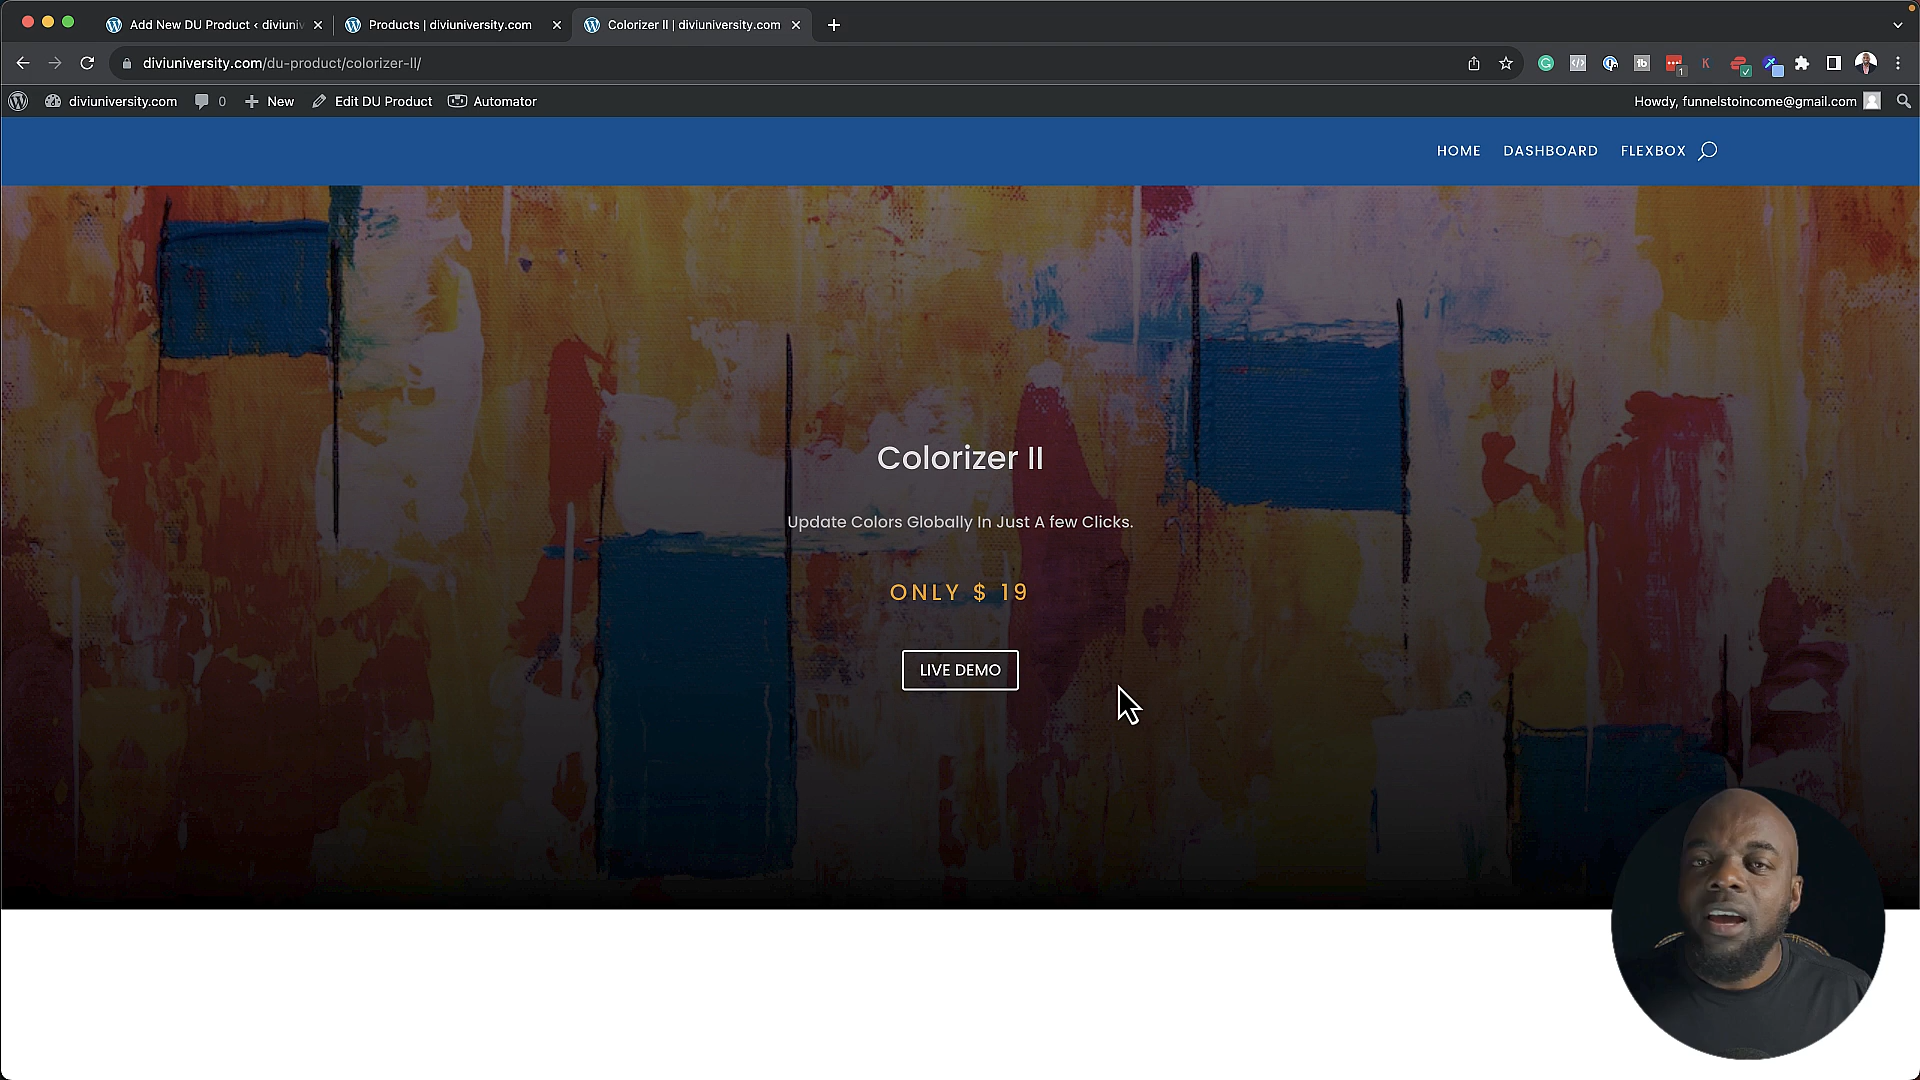 Add New DU Product < diviuniv
Products | diviuniversity.com
Colorizer II | diviuniversity.com
diviuniversity.com/du-product/colorizer-II/
diviuniversity.com 0 New Edit DU Product Automator
Howdy, funnelstoincome@gmail.com
HOME DASHBOARD FLEXBOX
Colorizer II
Update Colors Globally In Just A few Clicks.
ONLY $ 19
LIVE DEMO